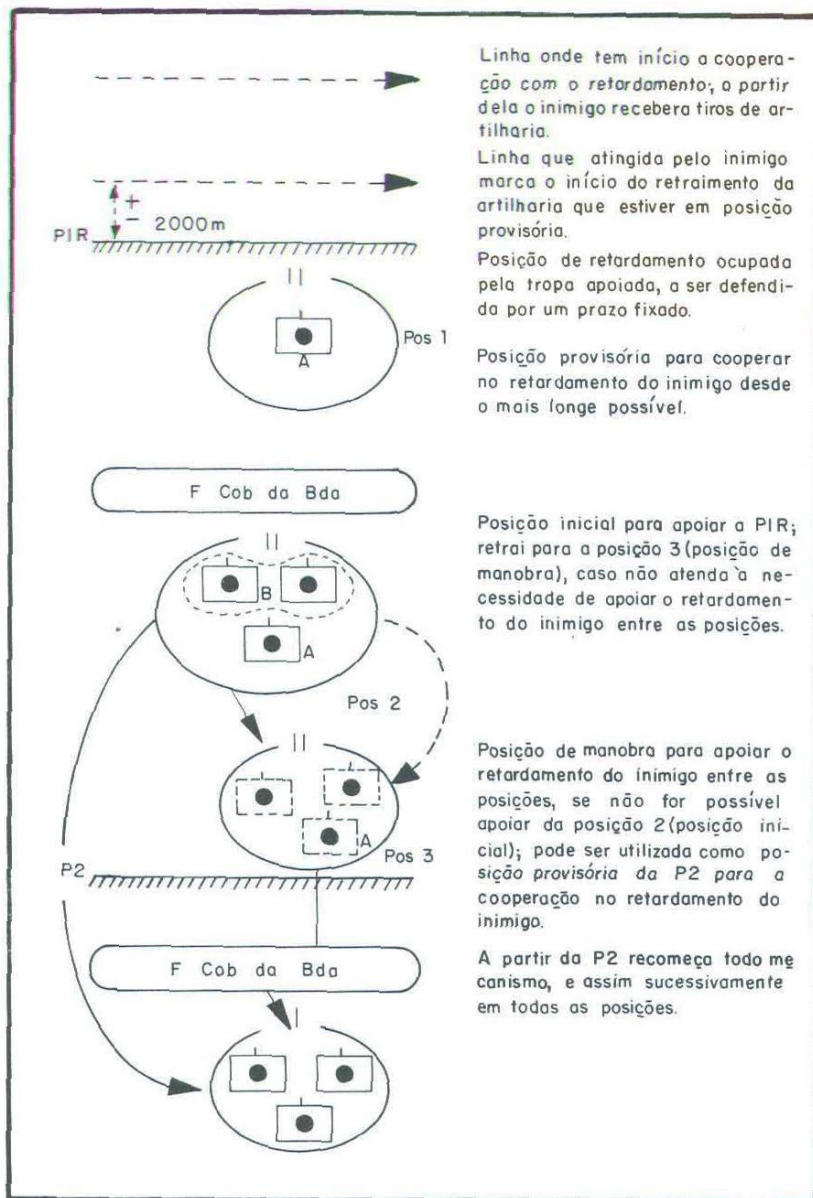 Linha onde tem início a coopera-
ção com o retardamento; a partir
dela o inimigo recebera tiros de ar-
tilharia.
Linha que atingida pelo inimigo
marca o início do retraimento da
artilharia que estiver em posição
provisória.
+
- 2000m
PIR
Posição de retardamento ocupada
pela tropa apoiada, a ser defendi-
da por um prazo fixado.
Pos 1
A
Posição provisória para cooperar
no retardamento do inimigo desde
o mais longe possível.
F Cob da Bda
B
A
Posição inicial para apoiar a PIR;
retrai para a posição 3 (posição de
manobra), caso não atenda à ne-
cessidade de apoiar o retardamen-
to do inimigo entre as posições.
Pos 2
A
Pos 3
Posição de manobra para apoiar o
retardamento do inimigo entre as
posições, se não for possível
apoiar da posição 2 (posição ini-
cial); pode ser utilizada como po-
sição provisória da P2 para a
cooperação no retardamento do
inimigo.
P2
F Cob da Bda
A partir da P2 recomeça todo me
canismo, e assim sucessivamente
em todas as posições.